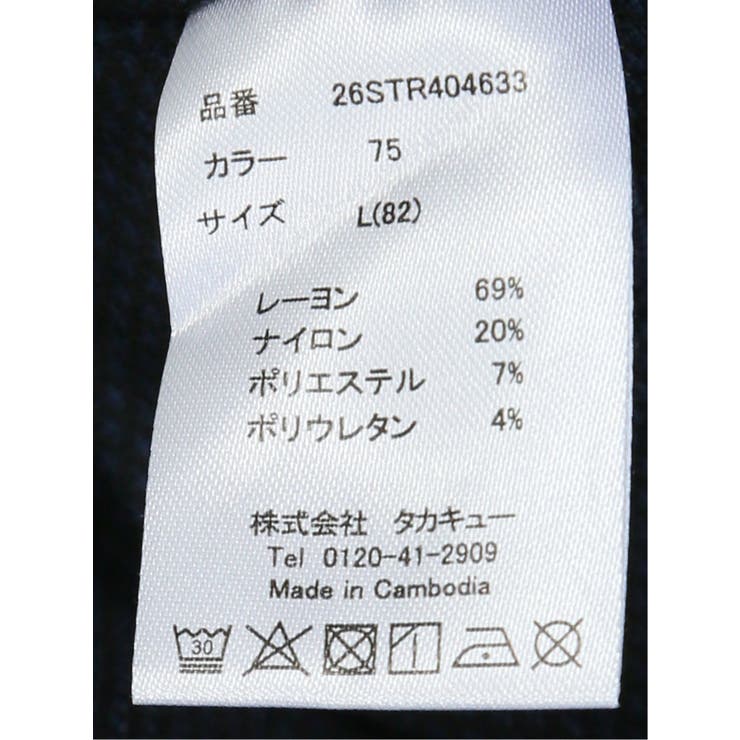 品番 26STR404633
カラー 75
サイズ L(82)
レーヨン 69%
ナイロン 20%
ポリエステル 7%
ポリウレタン 4%
株式会社 タカキュー
Tel 0120-41-2909
Made in Cambodia
30